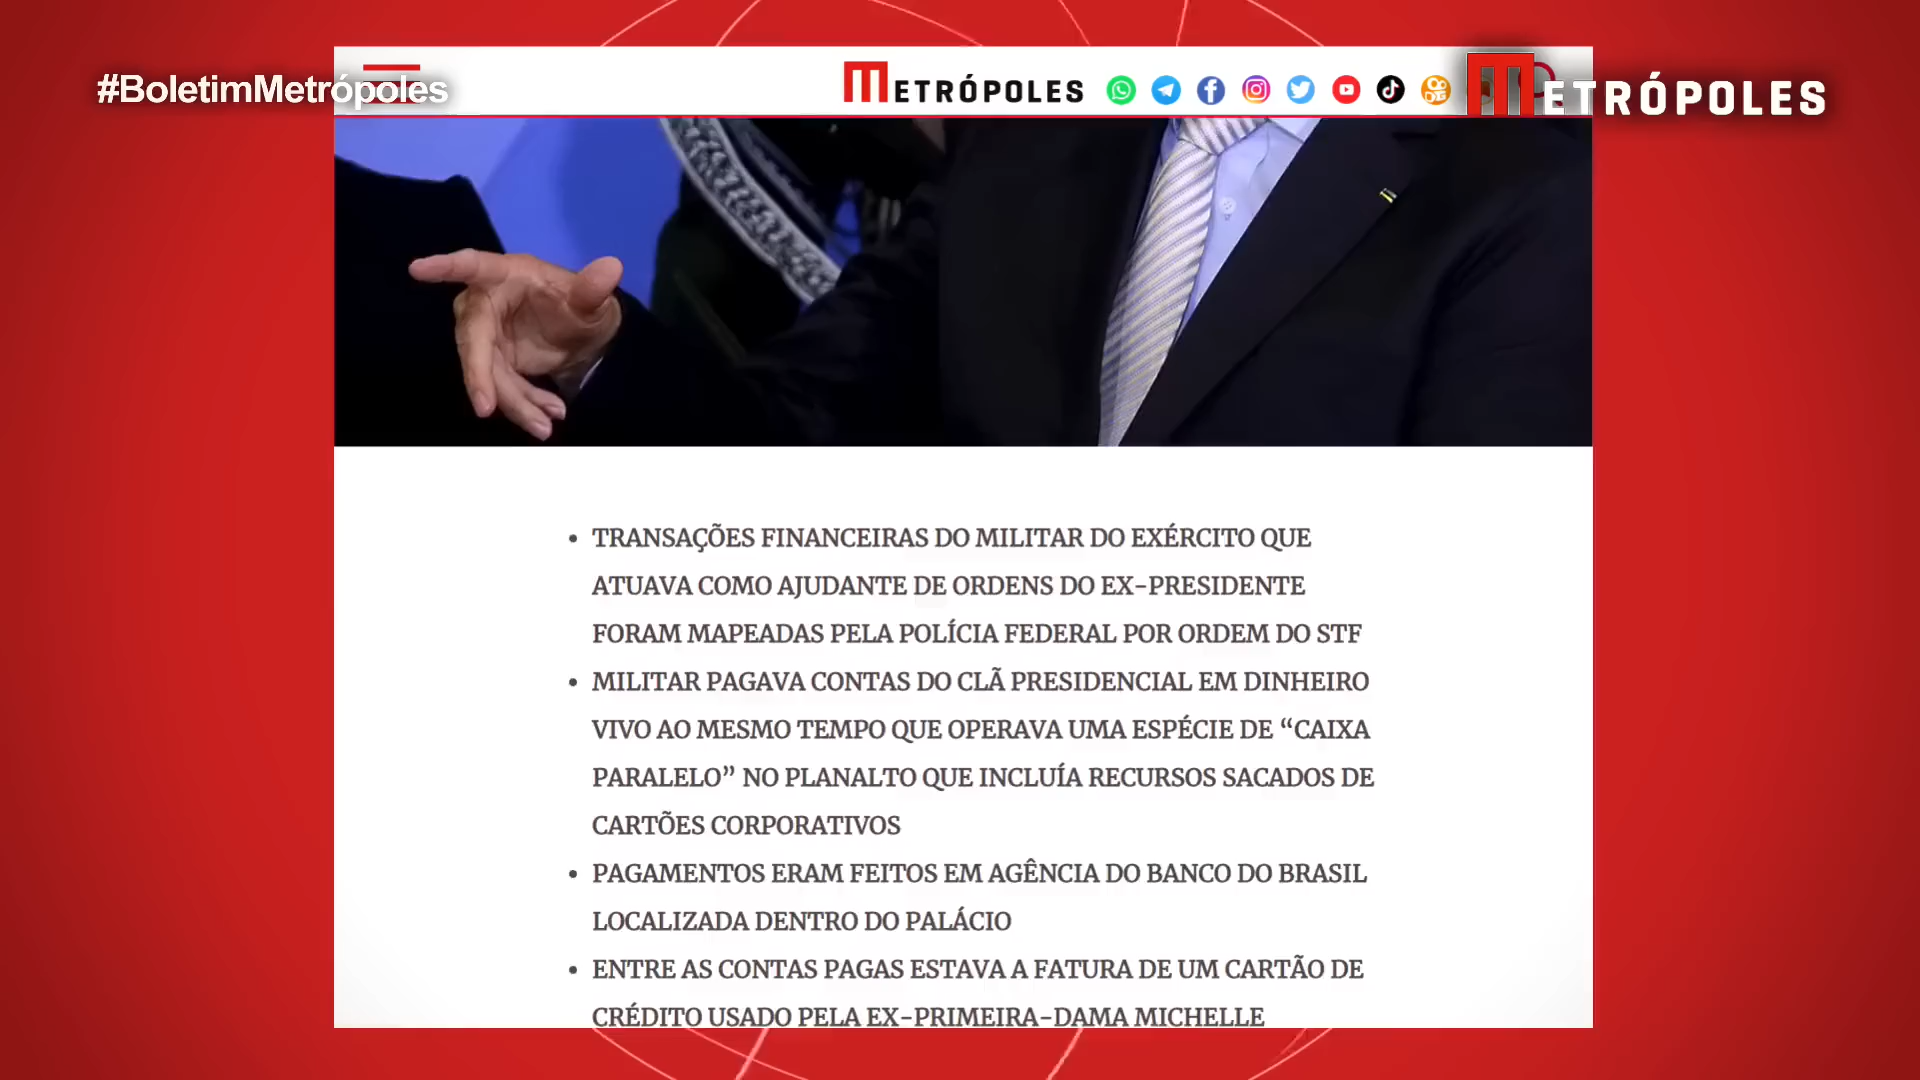 #BoletimMetrópoles
METRÓPOLES
METRÓPOLES
• TRANSAÇÕES FINANCEIRAS DO MILITAR DO EXÉRCITO QUE
ATUAVA COMO AJUDANTE DE ORDENS DO EX-PRESIDENTE
FORAM MAPEADAS PELA POLÍCIA FEDERAL POR ORDEM DO STF
• MILITAR PAGAVA CONTAS DO CLÃ PRESIDENCIAL EM DINHEIRO
VIVO AO MESMO TEMPO QUE OPERAVA UMA ESPÉCIE DE “CAIXA
PARALELO” NO PLANALTO QUE INCLUÍA RECURSOS SACADOS DE
CARTÕES CORPORATIVOS
• PAGAMENTOS ERAM FEITOS EM AGÊNCIA DO BANCO DO BRASIL
LOCALIZADA DENTRO DO PALÁCIO
• ENTRE AS CONTAS PAGAS ESTAVA A FATURA DE UM CARTÃO DE
CRÉDITO USADO PELA EX-PRIMEIRA-DAMA MICHELLE